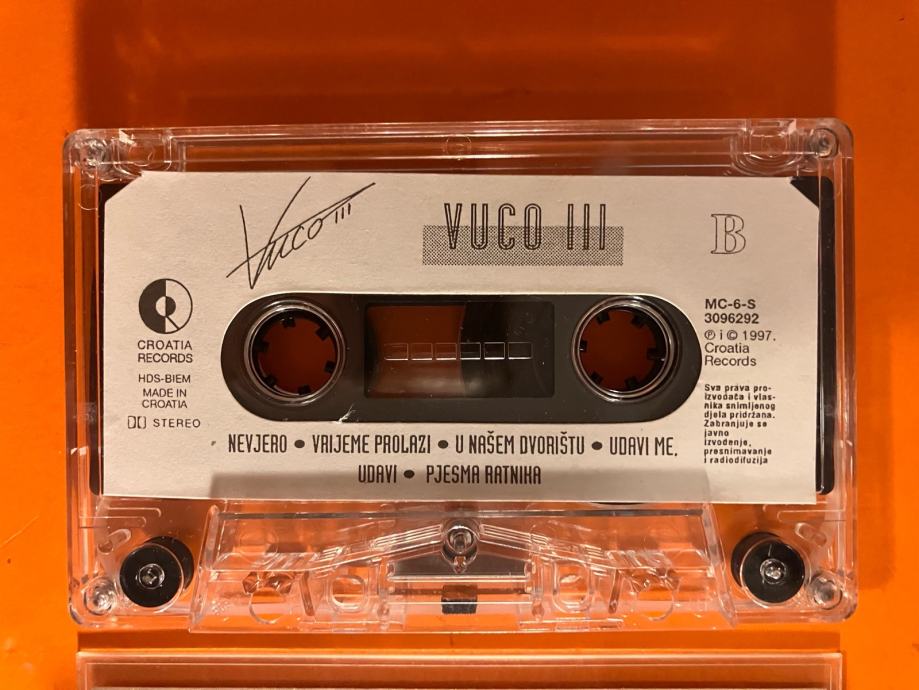 VUCO III
VUCO III
B
CROATIA
RECORDS
HDS-BIEM
MADE IN
CROATIA
STEREO
MC-6-S
3096292
℗ i © 1997.
Croatia
Records
Sva prava pro-
izvođača i vlas-
nika snimljenog
djela pridržana.
Zabranjuje se
javno
izvođenje,
presnimavanje
i radiodifuzija
NEVJERO • VRIJEME PROLAZI • U NAŠEM DVORIŠTU • UDAVI ME,
UDAVI • PJESMA RATNIKA